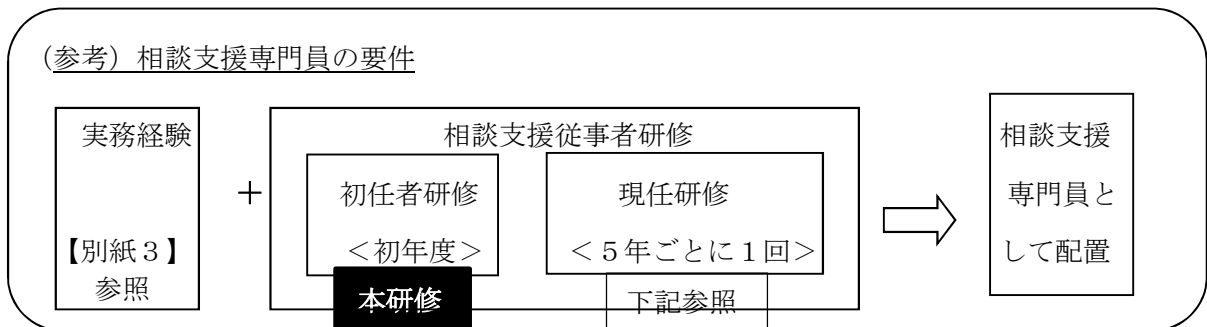 (参考）相談支援専門員の要件
実務経験
【別紙３】
参照
＋
相談支援従事者研修
初任者研修
＜初年度＞
本研修
現任研修
＜５年ごとに１回＞
下記参照
相談支援
専門員と
して配置